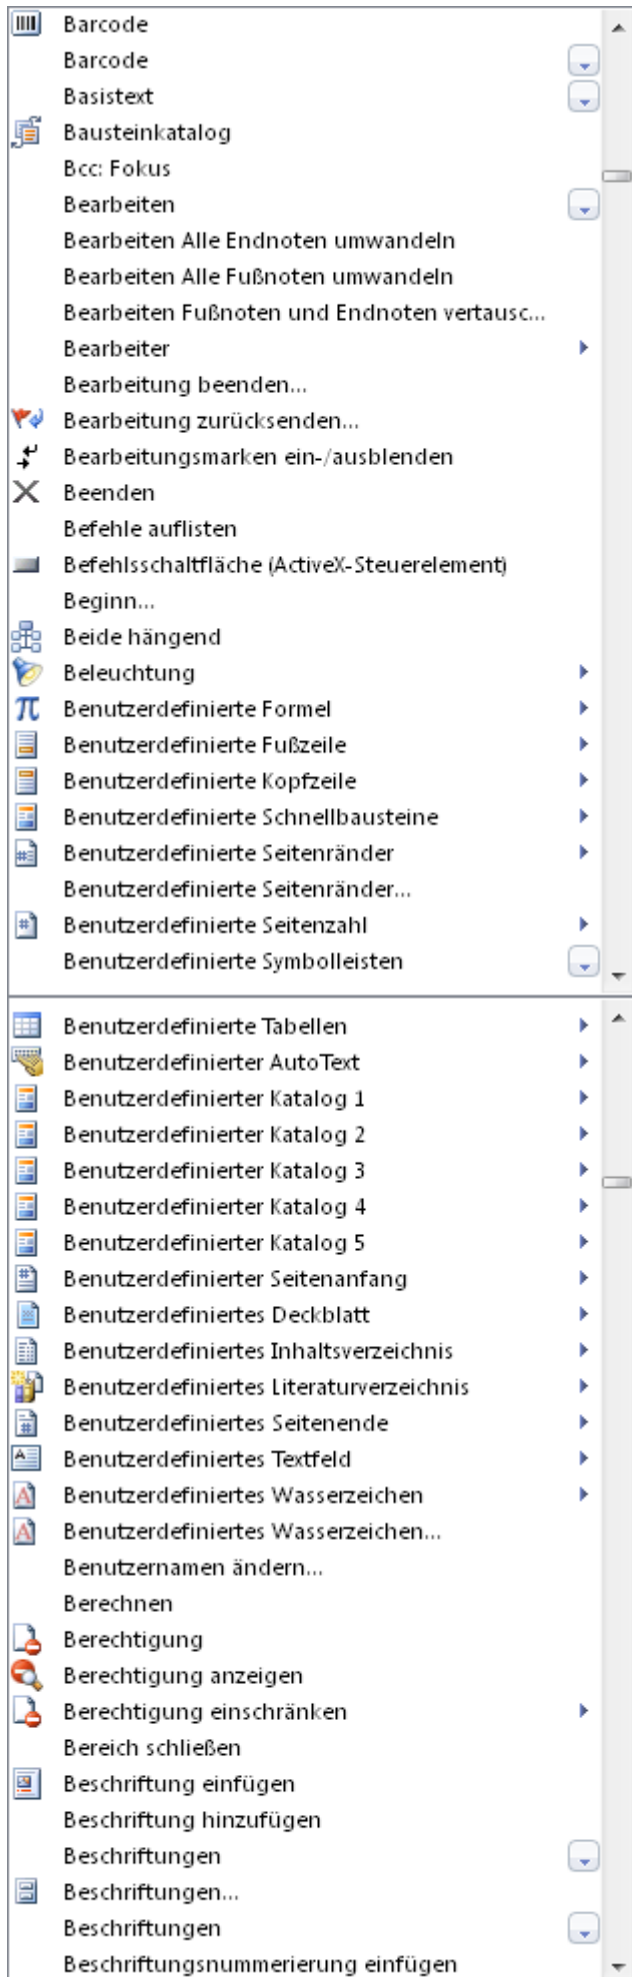 Barcode
Barcode
Basistext
Bausteinkatalog
Bcc: Fokus
Bearbeiten
Bearbeiten Alle Endnoten umwandeln
Bearbeiten Alle Fußnoten umwandeln
Bearbeiten Fußnoten und Endnoten vertausc...
Bearbeiter
Bearbeitung beenden...
Bearbeitung zurücksenden...
Bearbeitungsmarken ein-/ausblenden
Beenden
Befehle auflisten
Befehlsschaltfläche (ActiveX-Steuerelement)
Beginn...
Beide hängend
Beleuchtung
Benutzerdefinierte Formel
Benutzerdefinierte Fußzeile
Benutzerdefinierte Kopfzeile
Benutzerdefinierte Schnellbausteine
Benutzerdefinierte Seitenränder
Benutzerdefinierte Seitenränder...
Benutzerdefinierte Seitenzahl
Benutzerdefinierte Symbolleisten
Benutzerdefinierte Tabellen
Benutzerdefinierter AutoText
Benutzerdefinierter Katalog 1
Benutzerdefinierter Katalog 2
Benutzerdefinierter Katalog 3
Benutzerdefinierter Katalog 4
Benutzerdefinierter Katalog 5
Benutzerdefinierter Seitenanfang
Benutzerdefiniertes Deckblatt
Benutzerdefiniertes Inhaltsverzeichnis
Benutzerdefiniertes Literaturverzeichnis
Benutzerdefiniertes Seitenende
Benutzerdefiniertes Textfeld
Benutzerdefiniertes Wasserzeichen
Benutzerdefiniertes Wasserzeichen...
Benutzernamen ändern...
Berechnen
Berechtigung
Berechtigung anzeigen
Berechtigung einschränken
Bereich schließen
Beschriftung einfügen
Beschriftung hinzufügen
Beschriftungen
Beschriftungen...
Beschriftungen
Beschriftungsnummerierung einfügen